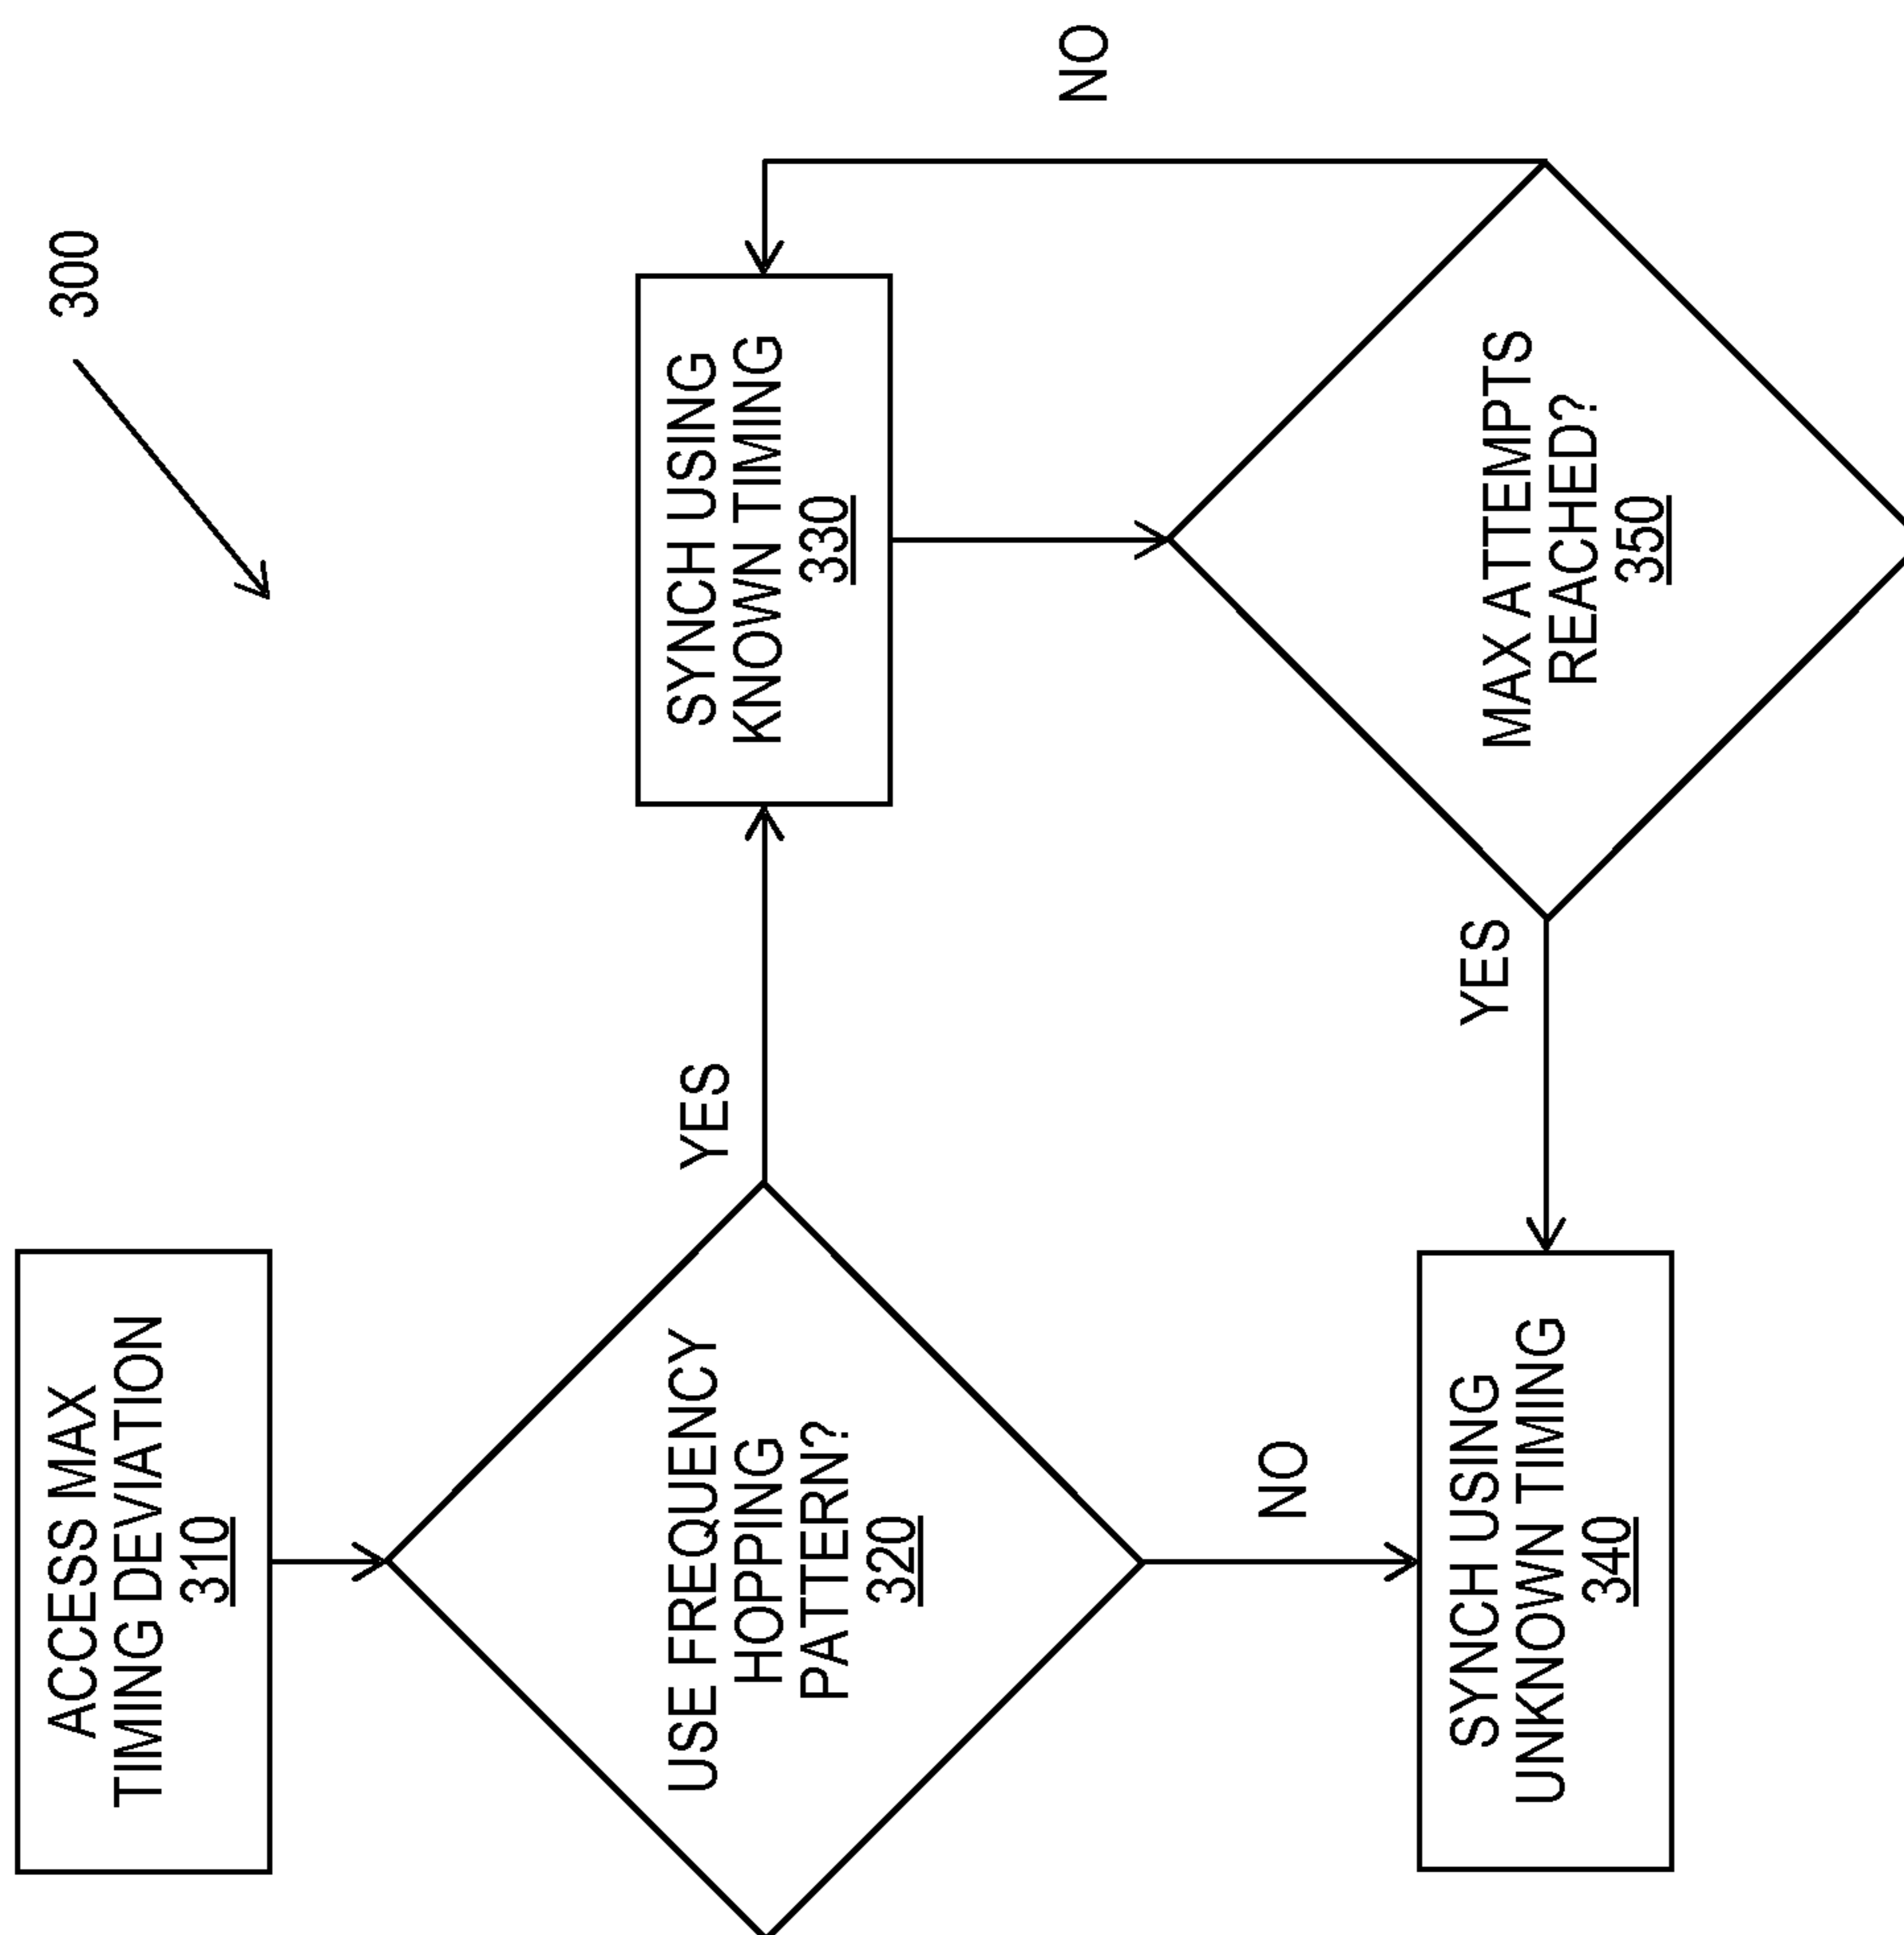 300
ACCESS MAX
TIMING DEVIATION
310
USE FREQUENCY
HOPPING
PATTERN?
320
YES
SYNCH USING
KNOWN TIMING
330
NO
SYNCH USING
UNKNOWN TIMING
340
YES
MAX ATTEMPTS
REACHED?
350
NO